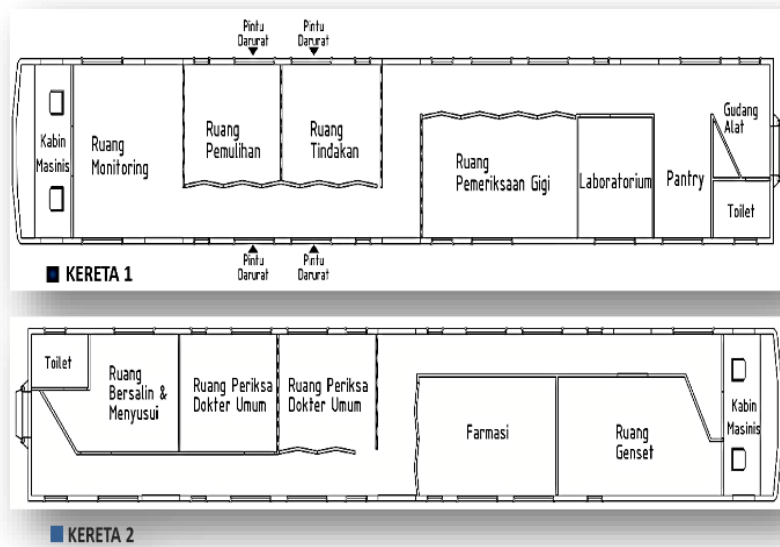 Pintu
Darurat
Pintu
Darurat
Kabin
Masinis
Ruang
Monitoring
Ruang
Pemulihan
Ruang
Tindakan
Ruang
Pemeriksaan Gigi
Laboratorium
Pantry
Gudang
Alat
Toilet
Pintu
Darurat
Pintu
Darurat
KERETA 1
Toilet
Ruang
Bersalin &
Menyusui
Ruang Periksa
Dokter Umum
Ruang Periksa
Dokter Umum
Farmasi
Ruang
Genset
Kabin
Masinis
KERETA 2